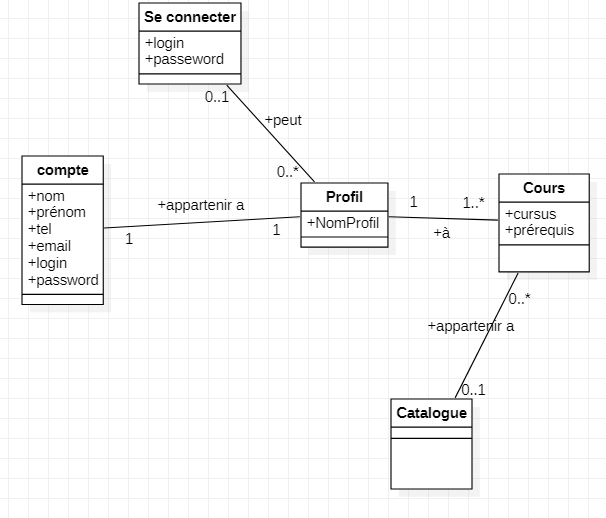 Se connecter
+login
+passeword
0..1
+peut
0..*
compte
+nom
+prénom
+tel
+email
+login
+password
+appartenir a
1
1
Profil
+NomProfil
1
1..*
+à
Cours
+cursus
+prérequis
0..*
+appartenir a
0..1
Catalogue